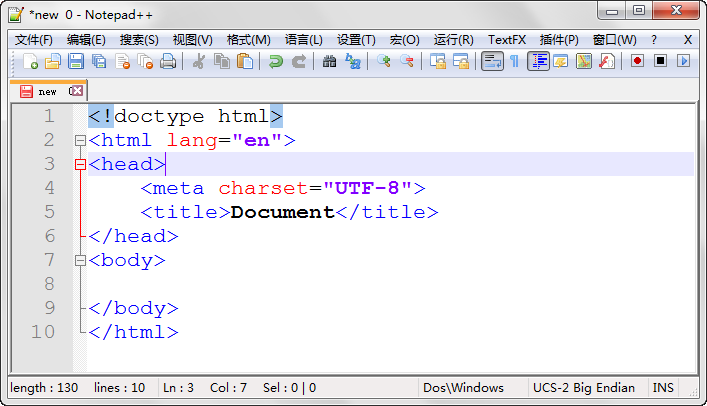 *new  0 - Notepad++
文件(F) 编辑(E) 搜索(S) 视图(V) 格式(M) 语言(L) 设置(T) 宏(O) 运行(R) TextFX 插件(P) 窗口(W) ? X
new 0
1 <!doctype html>
2 <html lang="en">
3 <head>
4     <meta charset="UTF-8">
5     <title>Document</title>
6 </head>
7 <body>
8
9 </body>
10 </html>
length : 130 lines : 10 Ln : 3 Col : 7 Sel : 0 | 0 Dos\Windows UCS-2 Big Endian INS